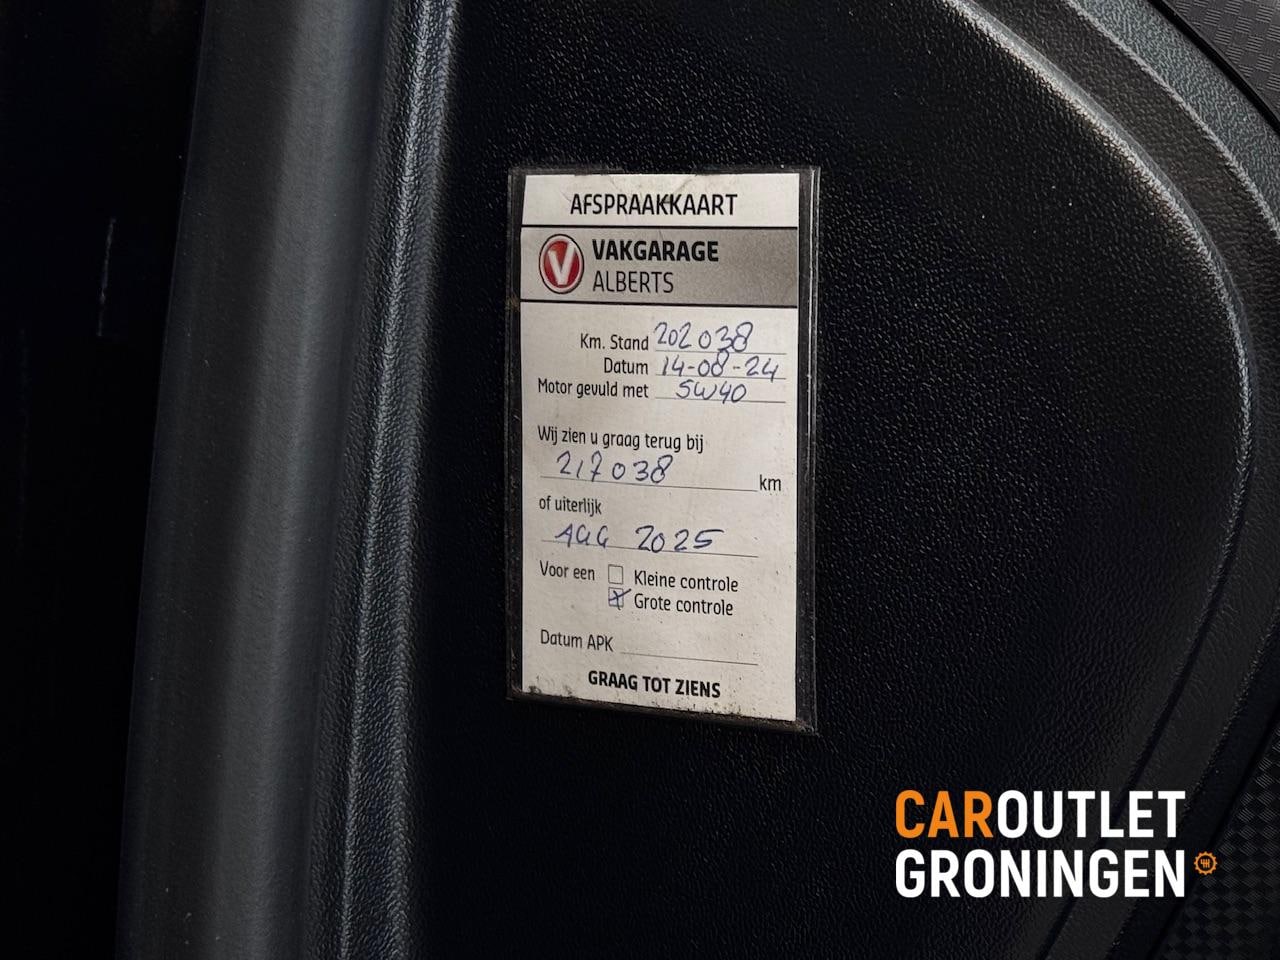 AFSPRAAKKAART
V
VAKGARAGE
ALBERTS
Km. Stand 202038
Datum 14-08-24
Motor gevuld met 5W40
Wij zien u graag terug bij
217038 km
of uiterlijk
AUG 2025
Voor een Kleine controle
Grote controle
Datum APK
GRAAG TOT ZIENS
CAROUTLET
GRONINGEN